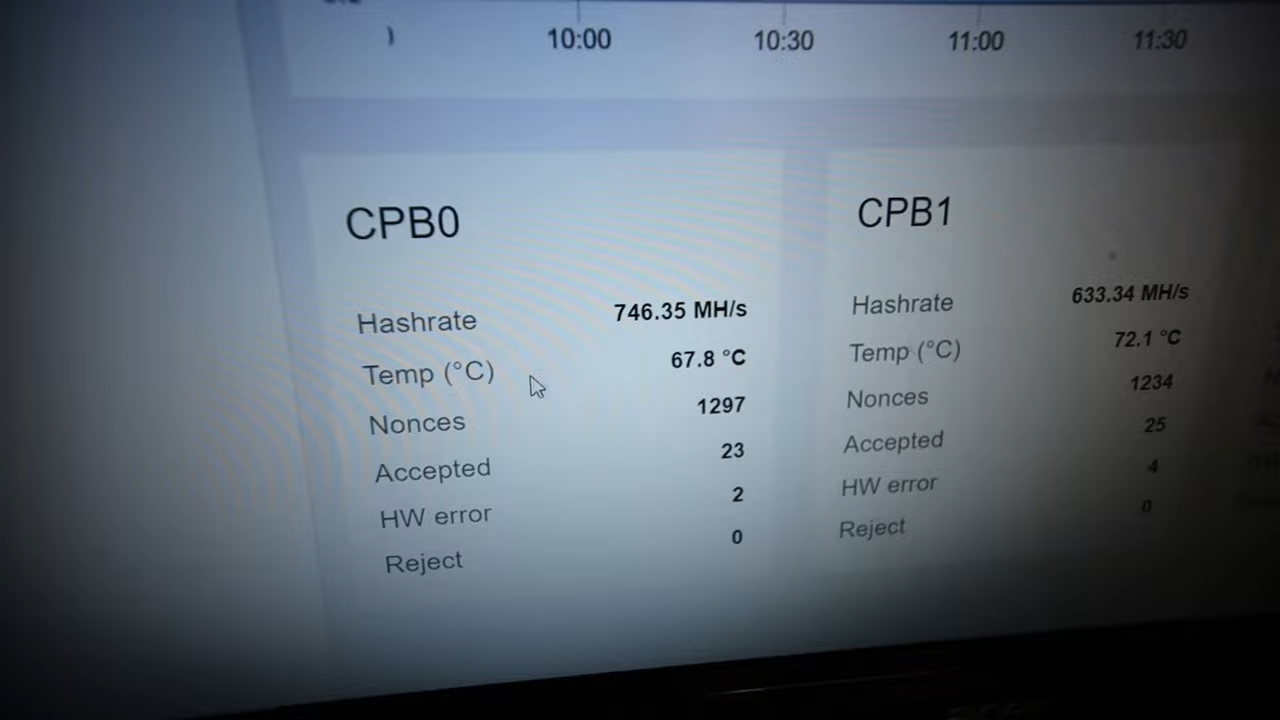 10:00 10:30 11:00 11:30
CPB0
Hashrate 746.35 MH/s
Temp (°C) 67.8 °C
Nonces 1297
Accepted 23
HW error 2
Reject 0
CPB1
Hashrate 633.34 MH/s
Temp (°C) 72.1 °C
Nonces 1234
Accepted 25
HW error 4
Reject 0